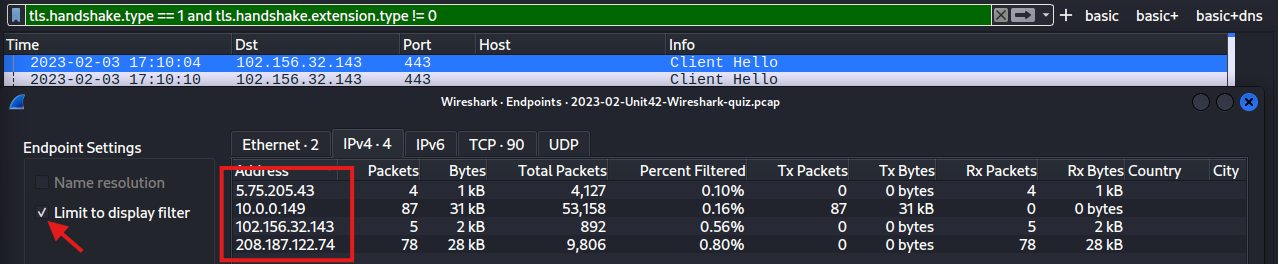 tls.handshake.type == 1 and tls.handshake.extension.type != 0 + basic basic+ basic+dns
Time Dst Port Host Info
2023-02-03 17:10:04 102.156.32.143 443 Client Hello
2023-02-03 17:10:10 102.156.32.143 443 Client Hello
Wireshark · Endpoints · 2023-02-Unit42-Wireshark-quiz.pcap
Endpoint Settings
Name resolution
Limit to display filter
Ethernet · 2 IPv4 · 4 IPv6 TCP · 90 UDP
Address Packets Bytes Total Packets Percent Filtered Tx Packets Tx Bytes Rx Packets Rx Bytes Country City
5.75.205.43 4 1 kB 4,127 0.10% 0 0 bytes 4 1 kB
10.0.0.149 87 31 kB 53,158 0.16% 87 31 kB 0 0 bytes
102.156.32.143 5 2 kB 892 0.56% 0 0 bytes 5 2 kB
208.187.122.74 78 28 kB 9,806 0.80% 0 0 bytes 78 28 kB